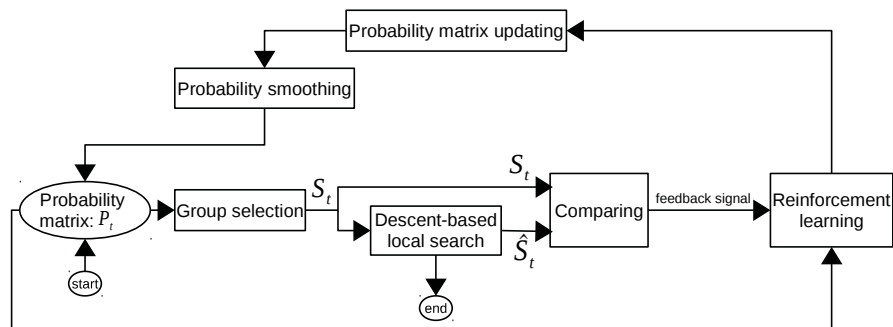 Probability matrix updating
Probability smoothing
Probability
matrix: P_t
Group selection
S_t
S_t
Descent-based
local search
Ŝ_t
Comparing
feedback signal
Reinforcement
learning
start
end